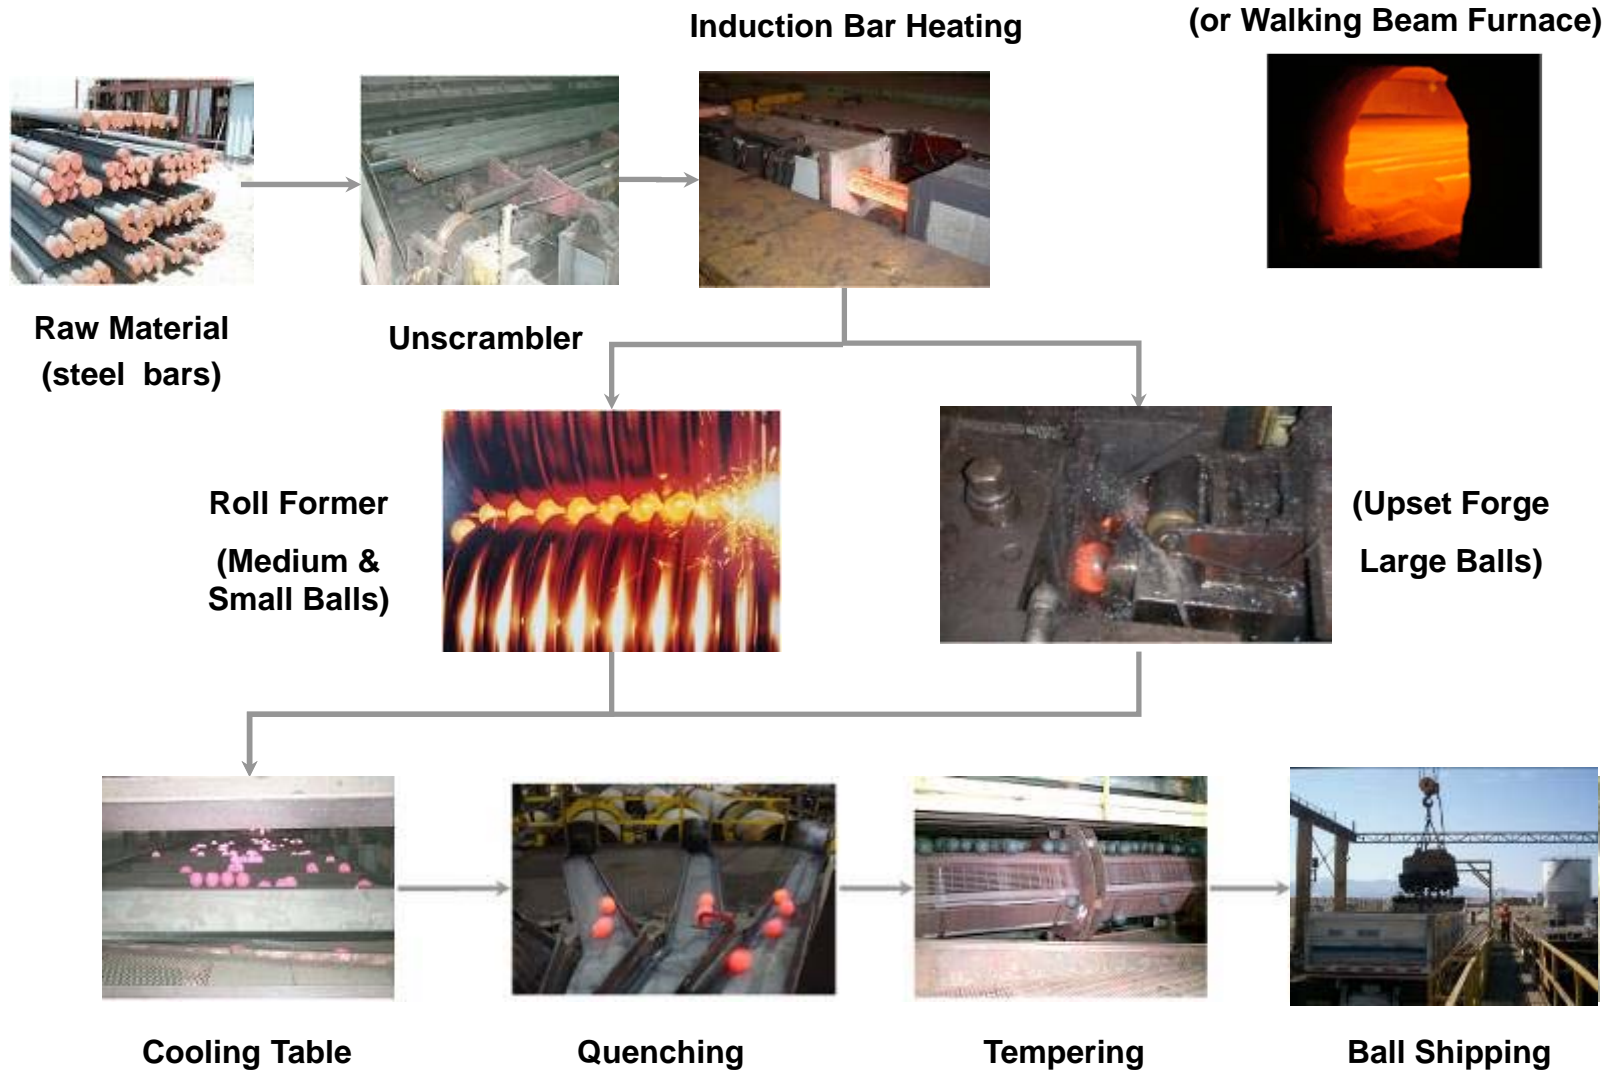 Induction Bar Heating
(or Walking Beam Furnace)
Raw Material
(steel bars)
Unscrambler
Roll Former
(Medium &
Small Balls)
(Upset Forge
Large Balls)
Cooling Table
Quenching
Tempering
Ball Shipping